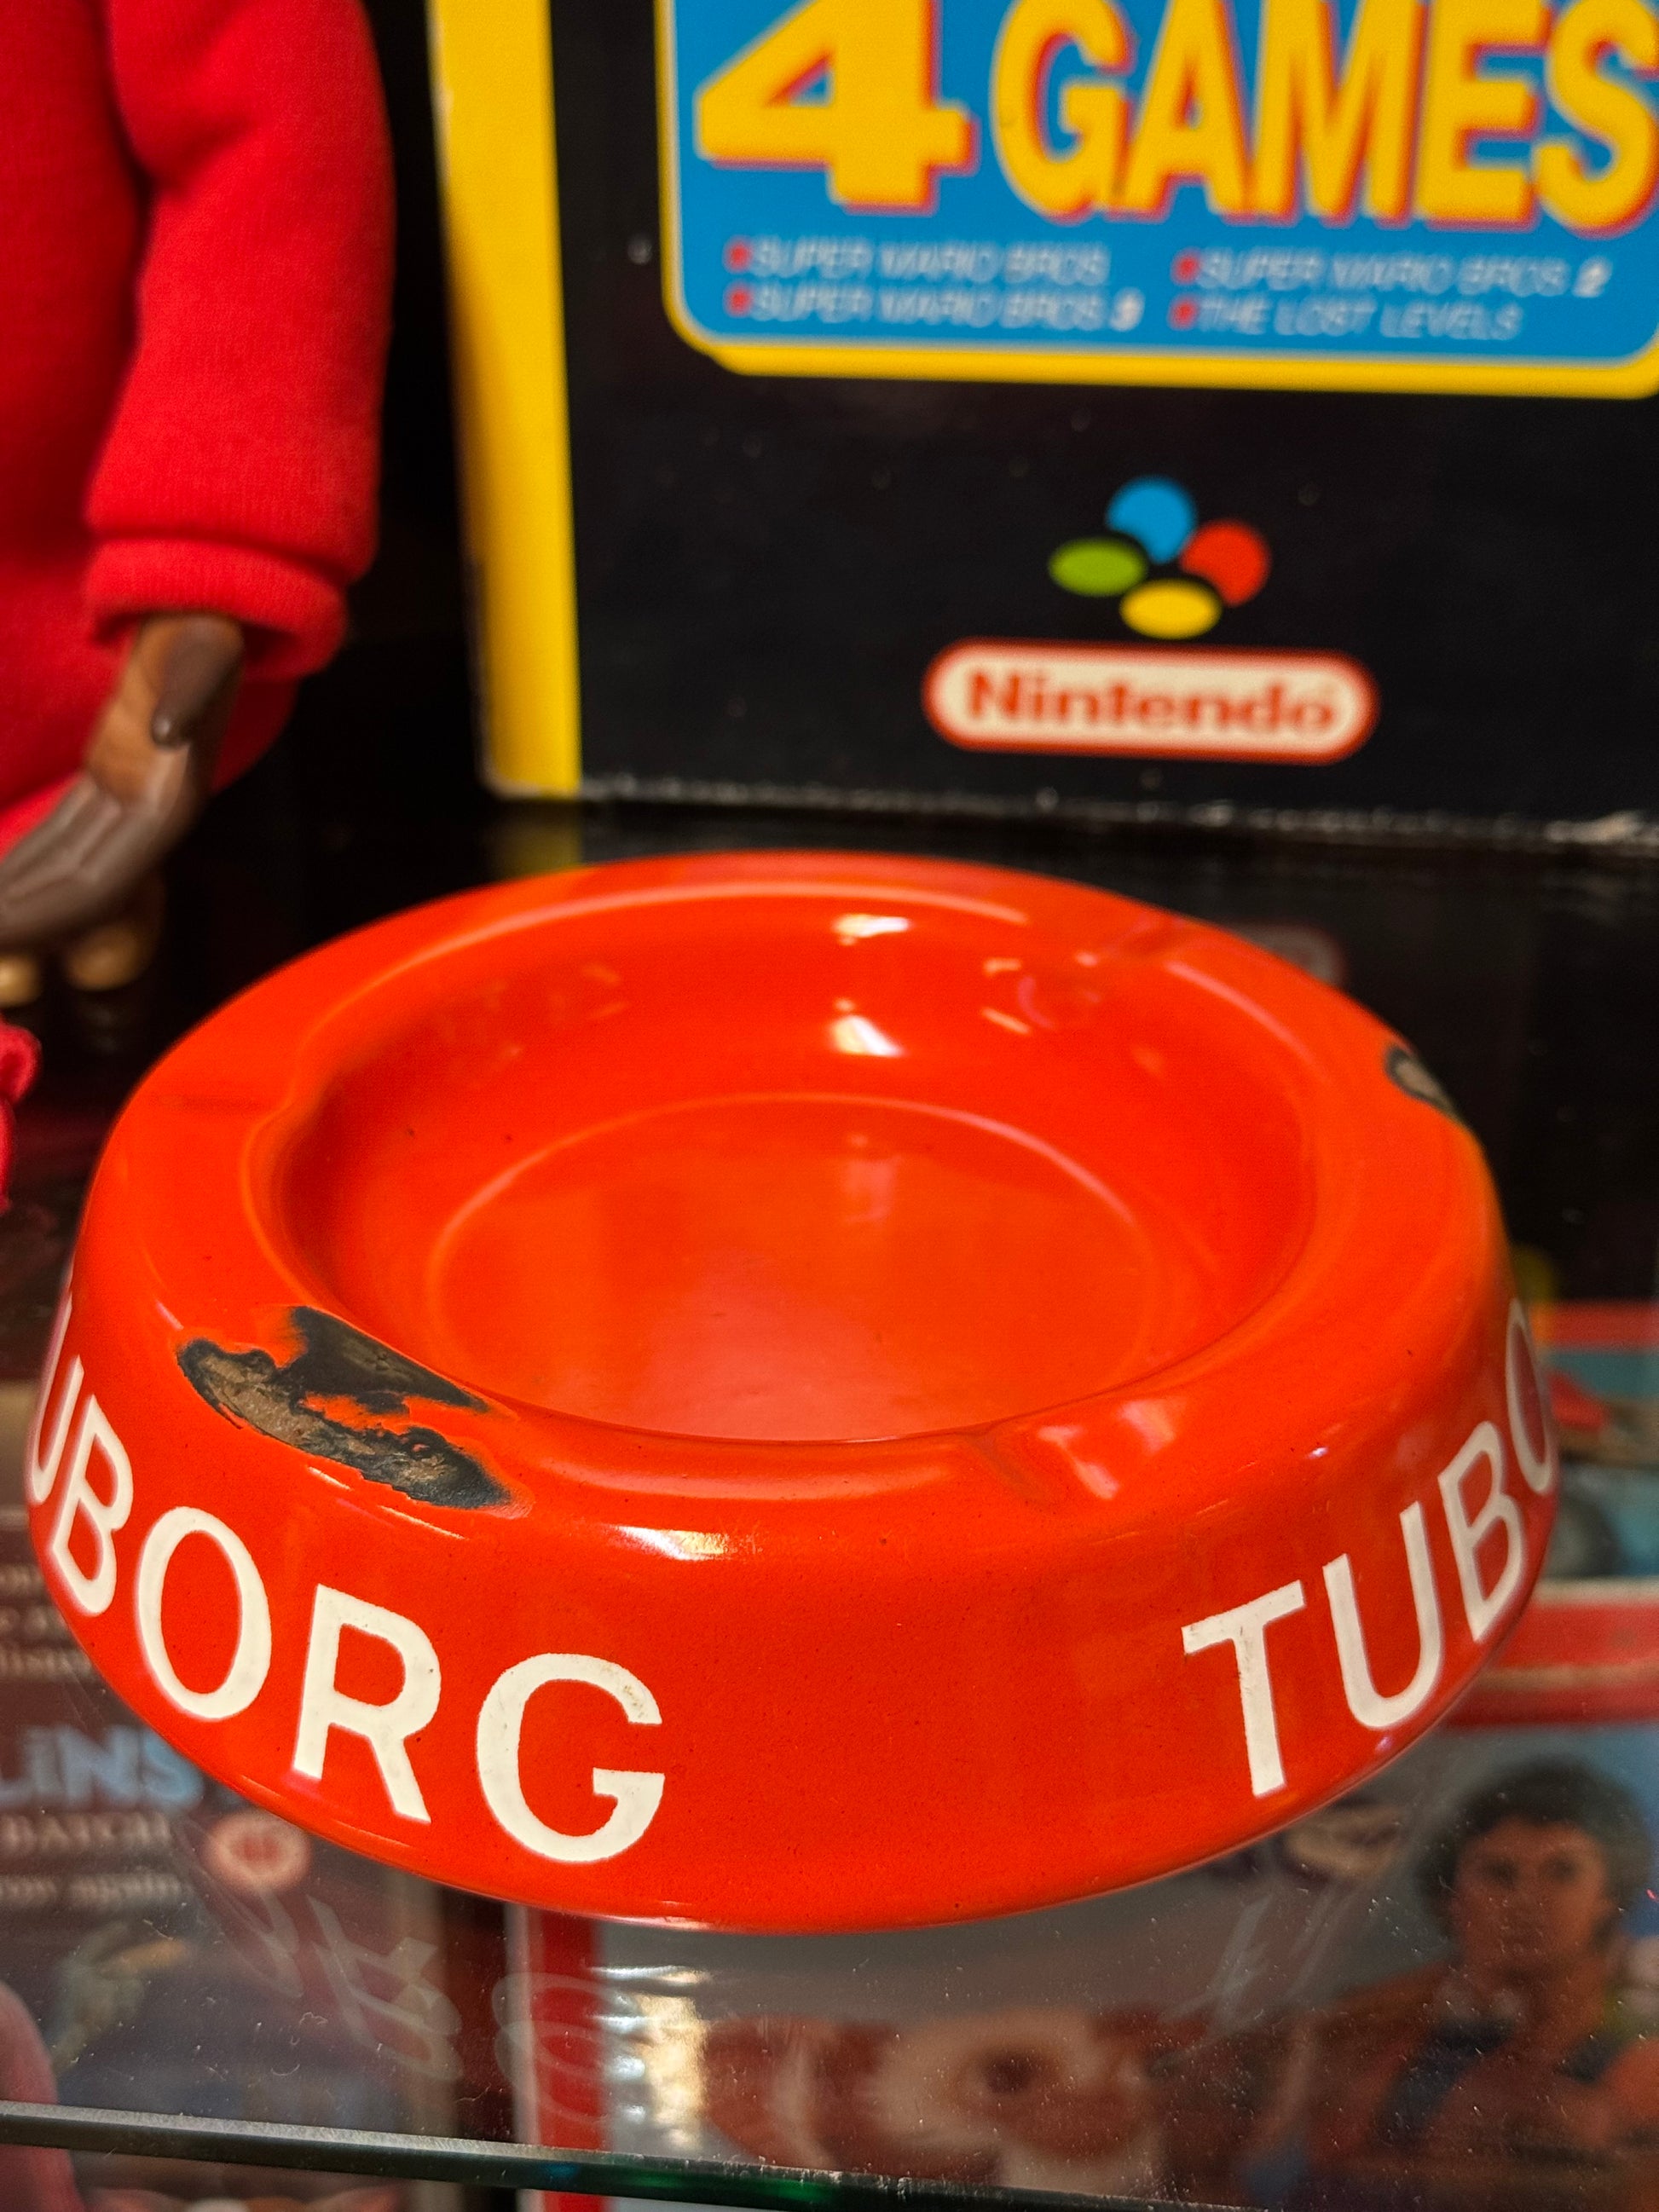 4 GAMES
SUPER MARIO BROS
SUPER MARIO BROS 2
SUPER MARIO BROS 3
THE LOST LEVELS
Nintendo
UBORG
TUBO
BATCH